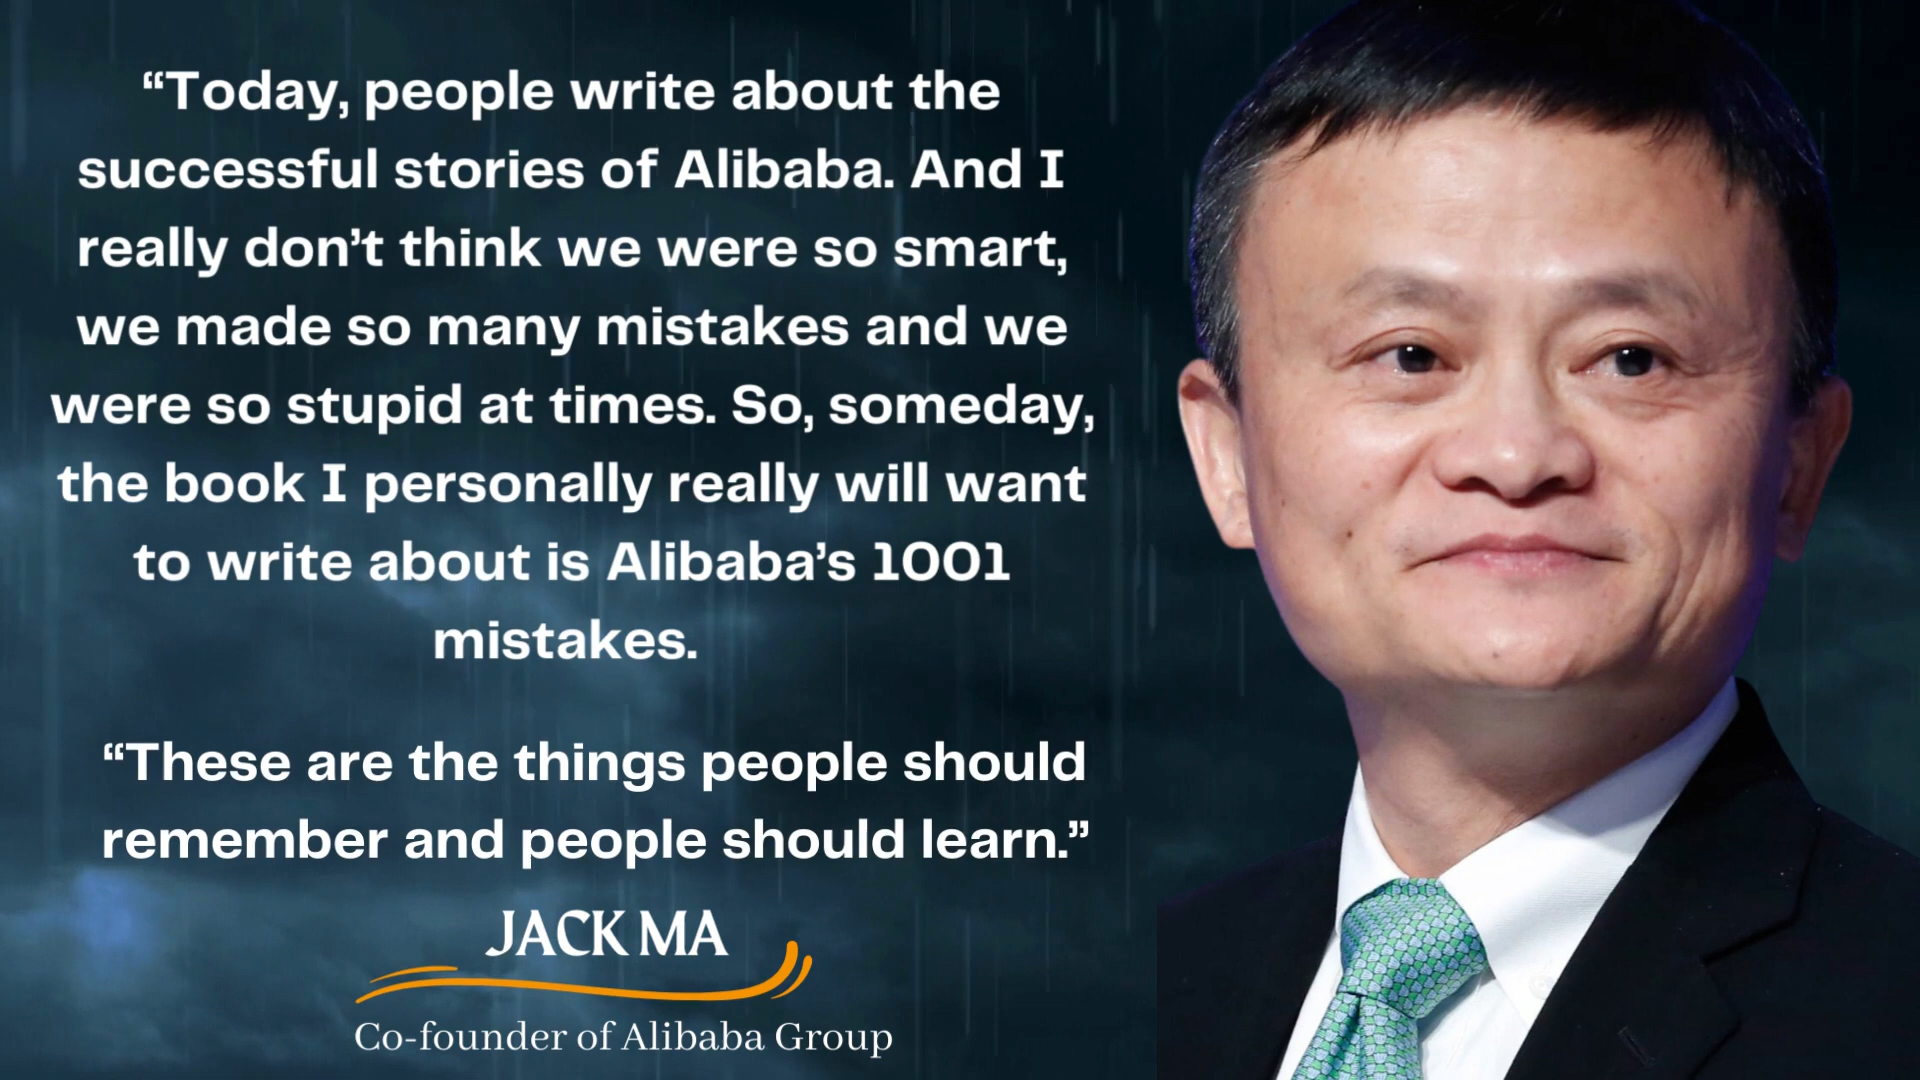 “Today, people write about the
successful stories of Alibaba. And I
really don’t think we were so smart,
we made so many mistakes and we
were so stupid at times. So, someday,
the book I personally really will want
to write about is Alibaba’s 1001
mistakes.
“These are the things people should
remember and people should learn.”
JACK MA
Co-founder of Alibaba Group